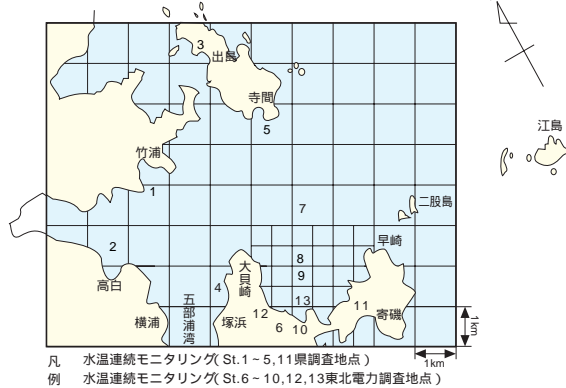 3
出島
寺間
5
江島
竹浦
1
7
二股島
2
早崎
8
大貝崎
9
高白
4
13
11
五部浦湾
12
横浦
塚浜
6
10
寄磯
1km
1km
凡 水温連続モニタリング(St.1~5,11県調査地点)
例 水温連続モニタリング(St.6~10,12,13東北電力調査地点)